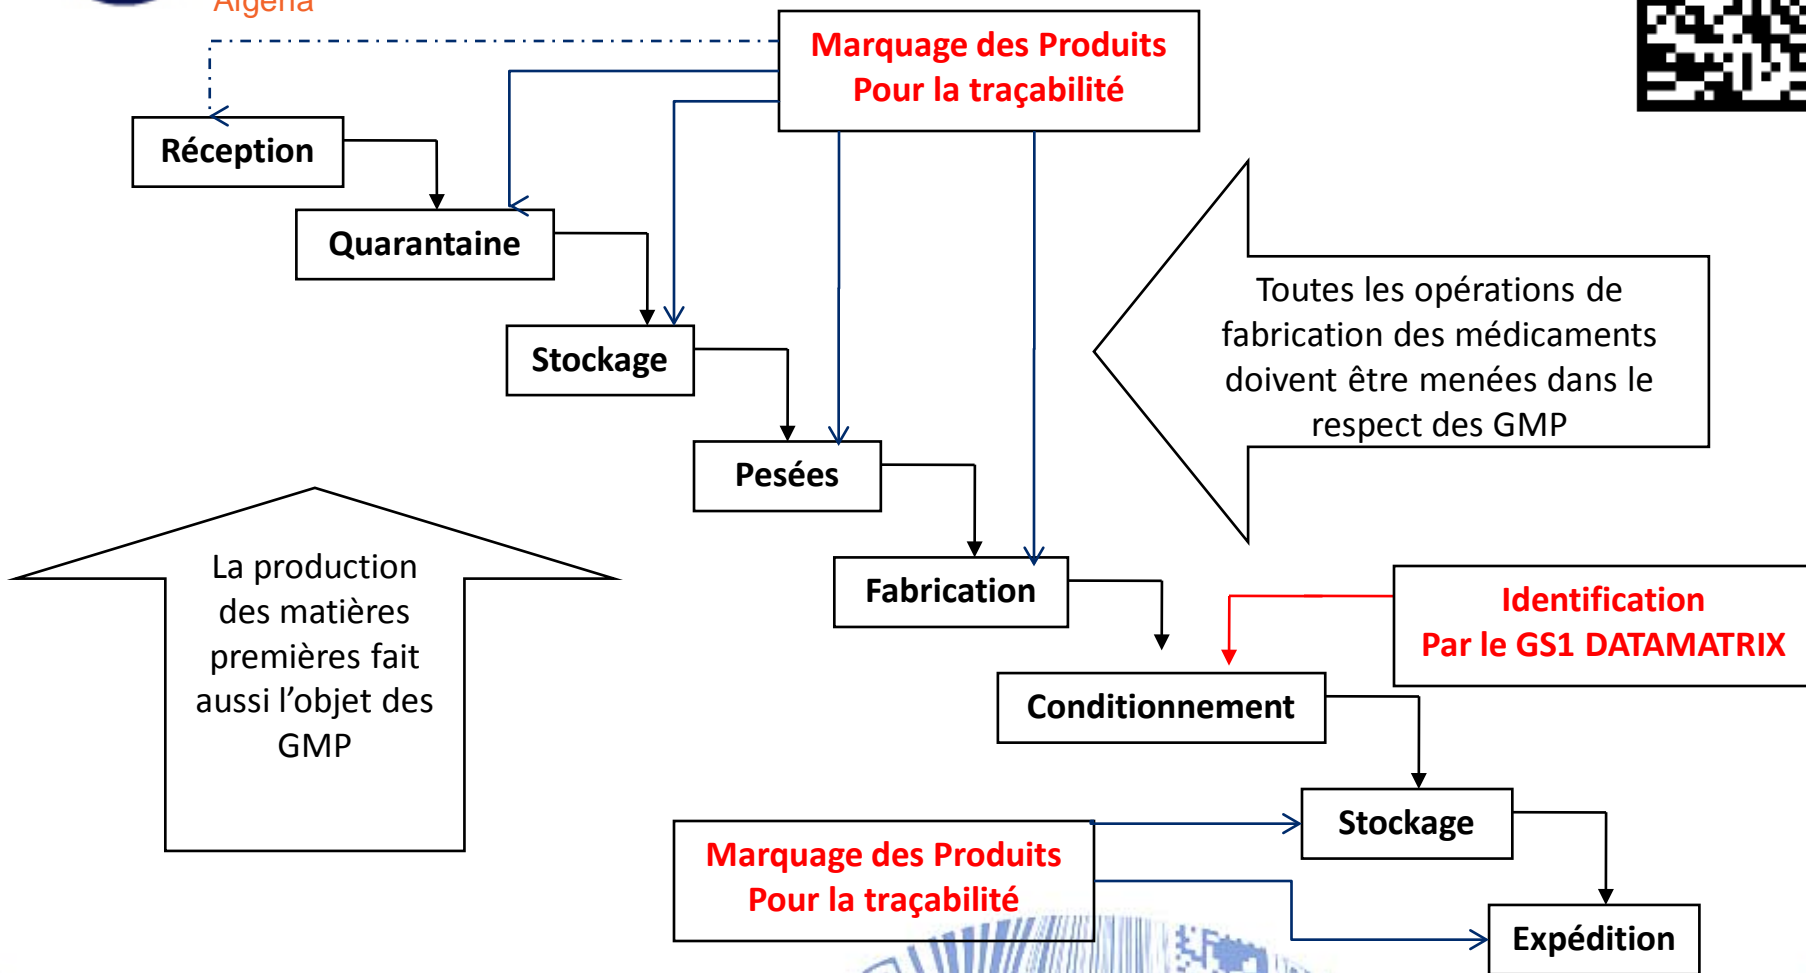 Algeria
Marquage des Produits
Pour la traçabilité
Réception
Quarantaine
Stockage
Toutes les opérations de
fabrication des médicaments
doivent être menées dans le
respect des GMP
Pesées
La production
des matières
premières fait
aussi l’objet des
GMP
Fabrication
Identification
Par le GS1 DATAMATRIX
Conditionnement
Stockage
Marquage des Produits
Pour la traçabilité
Expédition